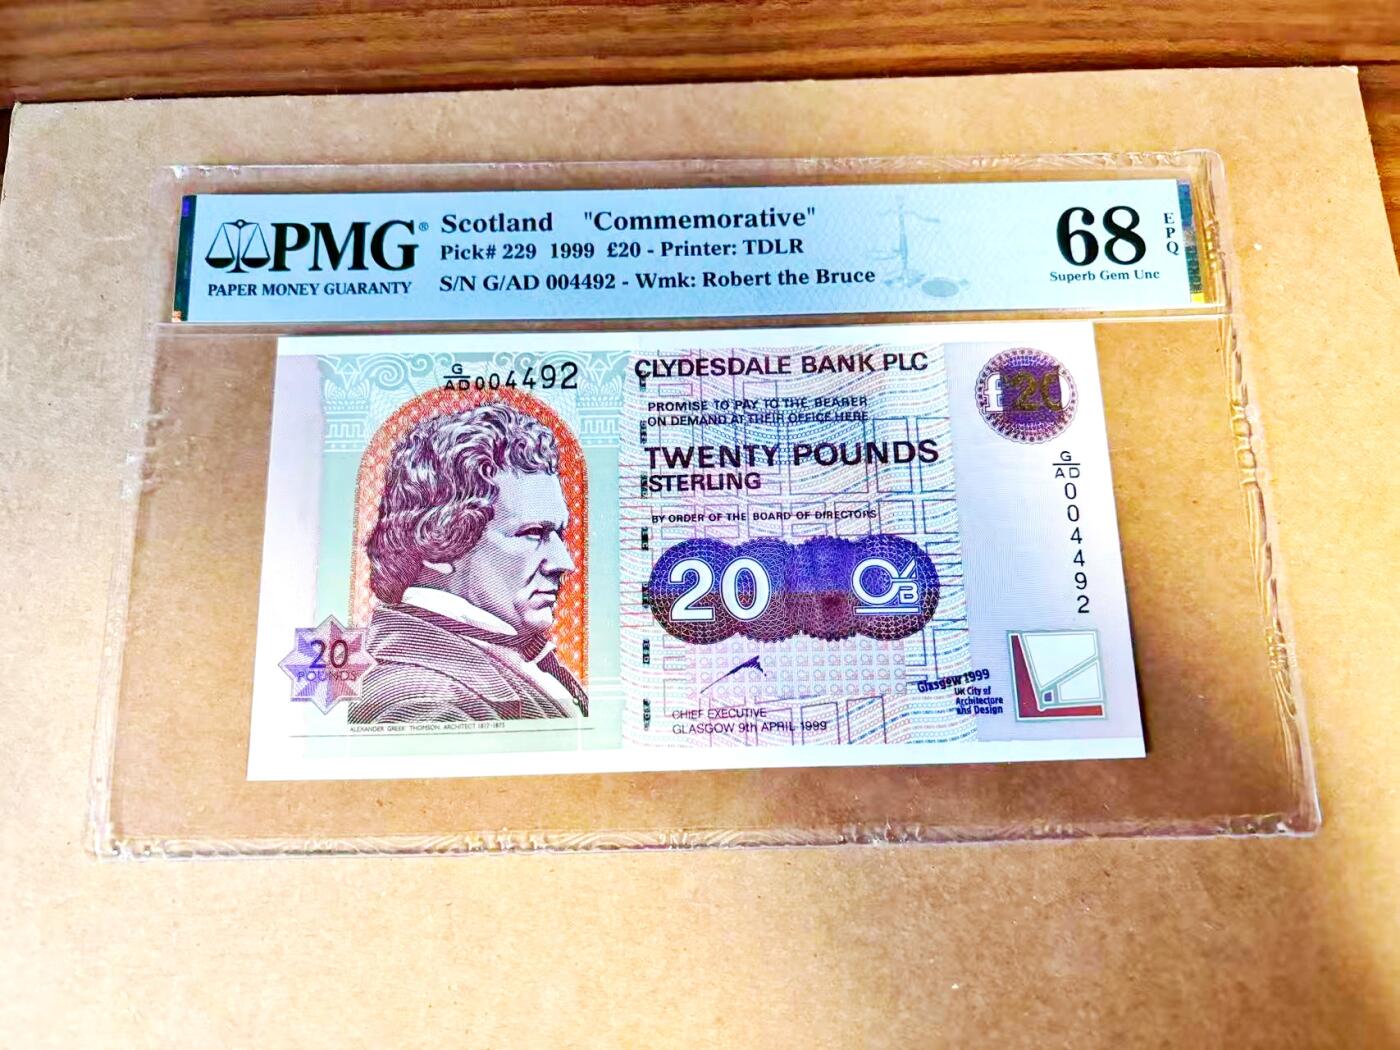 PMG®
PAPER MONEY GUARANTY
Scotland "Commemorative"
Pick# 229 1999 £20 - Printer: TDLR
S/N G/AD 004492 - Wmk: Robert the Bruce
68
Superb Gem Unc
EPQ
G/AD 004492
CLYDESDALE BANK PLC
PROMISE TO PAY TO THE BEARER
ON DEMAND AT THEIR OFFICE HERE
TWENTY POUNDS
STERLING
BY ORDER OF THE BOARD OF DIRECTORS
20 CB
CHIEF EXECUTIVE
GLASGOW 9th APRIL 1999
£20
G/AD 004492
Glasgow 1999
UK City of
Architecture
and Design
20
POUNDS
ALEXANDER GREEK THOMSON, ARCHITECT 1817-1875